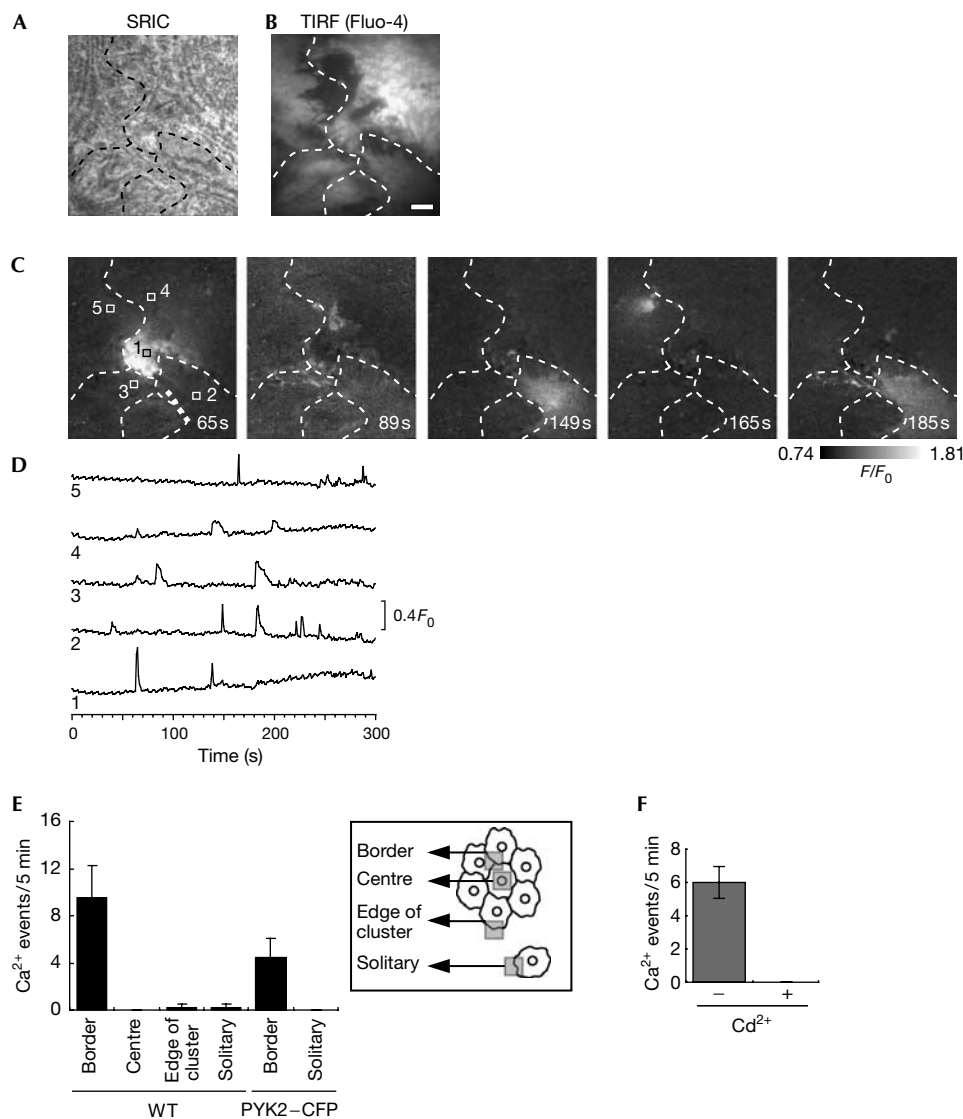 A SRIC
B TIRF (Fluo-4)
C
5 4
1
3 2
65 s
89 s
149 s
165 s
185 s
0.74 1.81
F/F0
D
5
4
3
2
1
0.4F0
0 100 200 300
Time (s)
E
Ca2+ events/5 min
16
12
8
4
0
Border
Centre
Edge of
cluster
Solitary
Border
Solitary
WT
PYK2–CFP
Border
Centre
Edge of
cluster
Solitary
F
Ca2+ events/5 min
8
6
4
2
0
– +
Cd2+